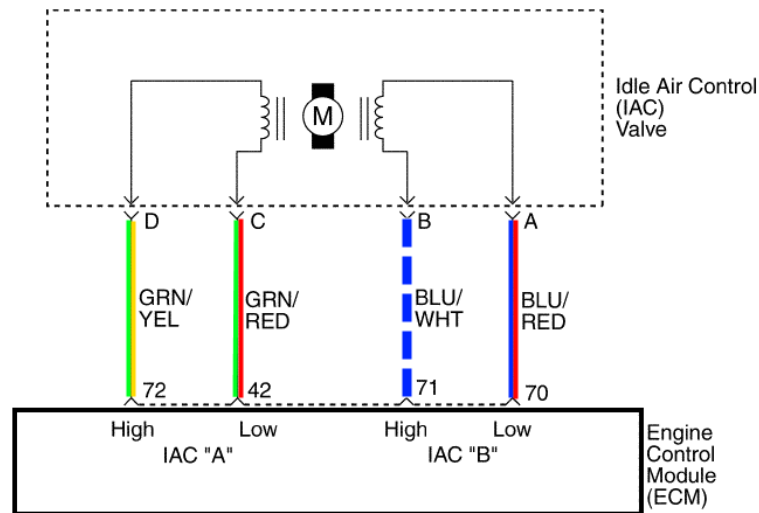 Idle Air Control
(IAC)
Valve
M
D
C
B
A
GRN/
YEL
GRN/
RED
BLU/
WHT
BLU/
RED
72
42
71
70
High
Low
High
Low
IAC "A"
IAC "B"
Engine
Control
Module
(ECM)